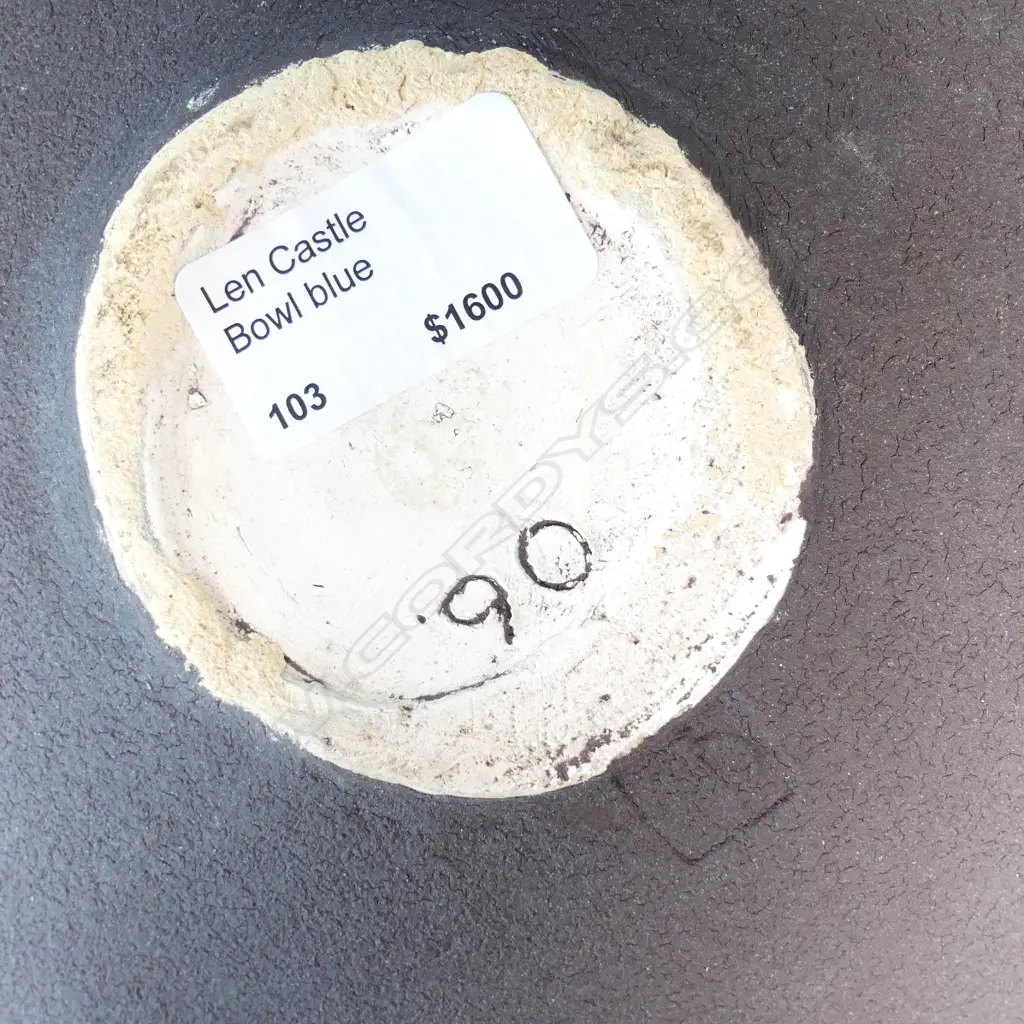 Len Castle
Bowl blue
$1600
103
.90